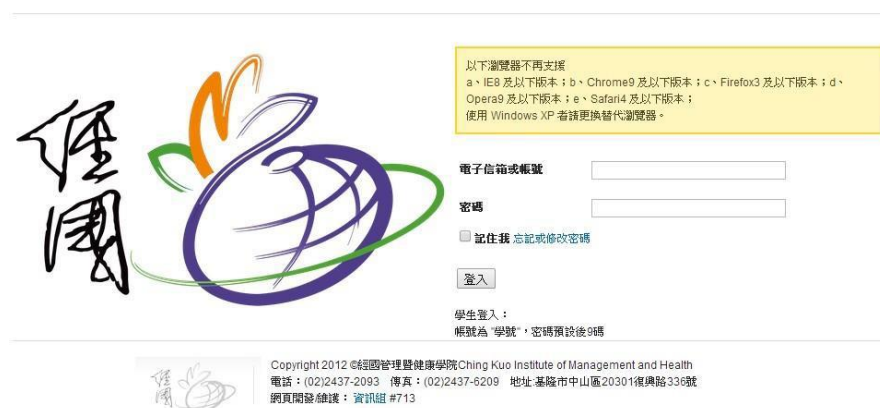 經國
以下瀏覽器不再支援
a、IE8 及以下版本；b、Chrome9 及以下版本；c、Firefox3 及以下版本；d、
Opera9 及以下版本；e、Safari4 及以下版本；
使用 Windows XP 者請更換替代瀏覽器。
電子信箱或帳號
密碼
記住我 忘記或修改密碼
登入
學生登入：
帳號為 "學號"，密碼預設後9碼
經國
Copyright 2012 ©經國管理暨健康學院Ching Kuo Institute of Management and Health
電話：(02)2437-2093 傳真：(02)2437-6209 地址:基隆市中山區20301復興路336號
網頁開發/維護： 資訊組 #713